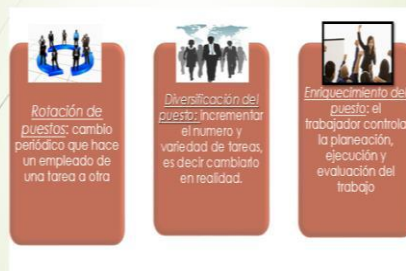 Rotación de
puestos: cambio
periódico que hace
un empleado de
una tarea a otra
Diversificación del
puesto: Incrementar
el numero y
variedad de tareas,
es decir cambiarlo
en realidad.
Enriquecimiento del
puesto: el
trabajador controla
la planeación,
ejecución y
evaluación del
trabajo